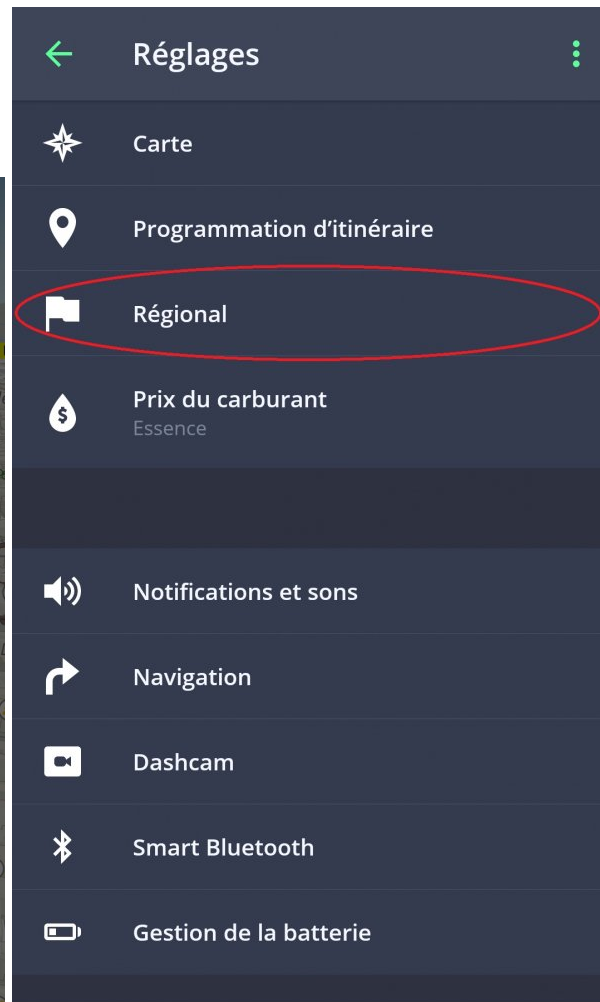 Réglages
Carte
Programmation d’itinéraire
Régional
Prix du carburant
Essence
Notifications et sons
Navigation
Dashcam
Smart Bluetooth
Gestion de la batterie